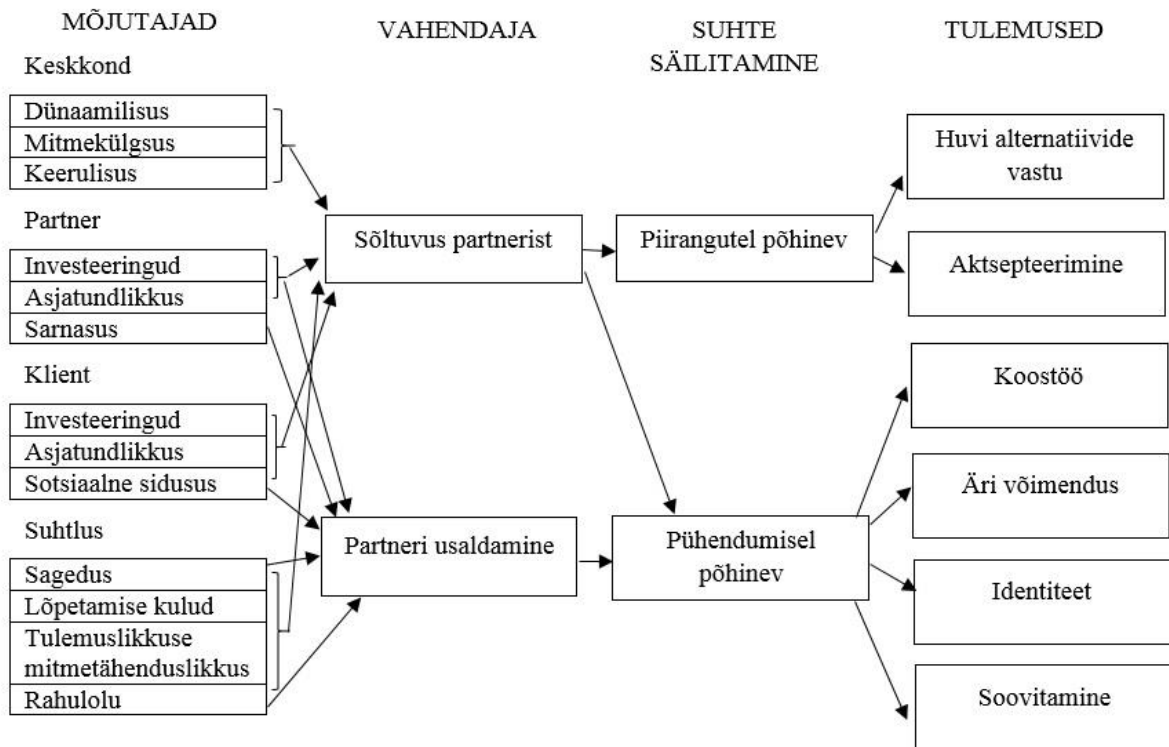 MÕJUTAJAD
VAHENDAJA
SUHTE
SÄILITAMINE
TULEMUSED
Keskkond
Dünaamilisus
Mitmekülgsus
Keerulisus
Partner
Investeeringud
Asjatundlikkus
Sarnasus
Klient
Investeeringud
Asjatundlikkus
Sotsiaalne sidusus
Suhtlus
Sagedus
Lõpetamise kulud
Tulemuslikkuse
mitmetähenduslikkus
Rahulolu
Sõltuvus partnerist
Partneri usaldamine
Piirangutel põhinev
Pühendumisel
põhinev
Huvi alternatiivide
vastu
Aktsepteerimine
Koostöö
Äri võimendus
Identiteet
Soovitamine